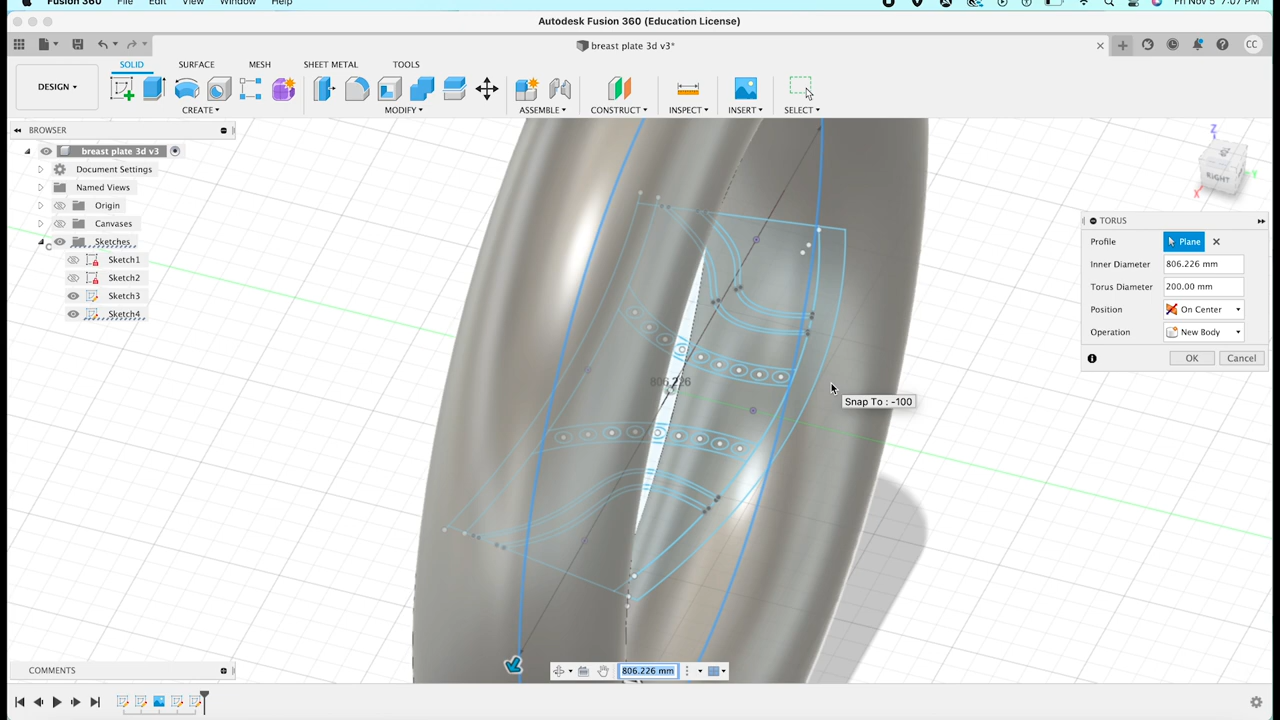 Fusion 360 File Edit View Window Help Fri Nov 5 7:07 PM
Autodesk Fusion 360 (Education License)
breast plate 3d v3* CC
SOLID SURFACE MESH SHEET METAL TOOLS
DESIGN
CREATE MODIFY ASSEMBLE CONSTRUCT INSPECT INSERT SELECT
BROWSER
breast plate 3d v3
Document Settings
Named Views
Origin
Canvases
Sketches
Sketch1
Sketch2
Sketch3
Sketch4
Z
RIGHT
X Y
TORUS
Profile Plane
Inner Diameter 806.226 mm
Torus Diameter 200.00 mm
Position On Center
Operation New Body
OK Cancel
806.226
Snap To : -100
COMMENTS
806.226 mm